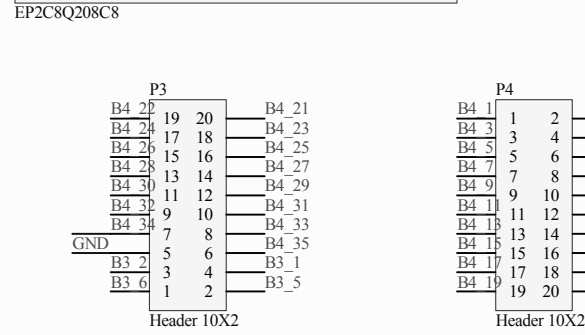 EP2C8Q208C8
P3
B4_22 19 20 B4_21
B4_24 17 18 B4_23
B4_26 15 16 B4_25
B4_28 13 14 B4_27
B4_30 11 12 B4_29
B4_32 9 10 B4_31
B4_34 7 8 B4_33
GND 5 6 B4_35
B3_2 3 4 B3_1
B3_6 1 2 B3_5
Header 10X2
P4
B4_1 1 2
B4_3 3 4
B4_5 5 6
B4_7 7 8
B4_9 9 10
B4_11 11 12
B4_13 13 14
B4_15 15 16
B4_17 17 18
B4_19 19 20
Header 10X2